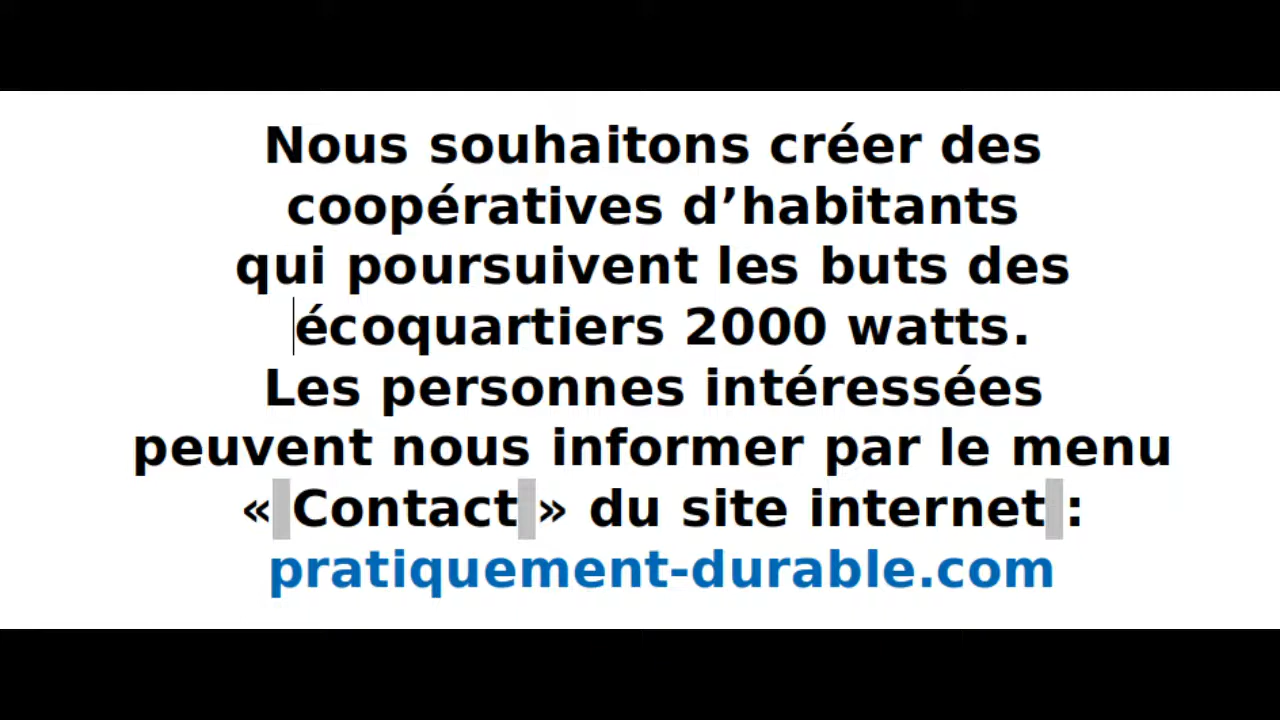 Nous souhaitons créer des
coopératives d’habitants
qui poursuivent les buts des
écoquartiers 2000 watts.
Les personnes intéressées
peuvent nous informer par le menu
« Contact » du site internet :
pratiquement-durable.com